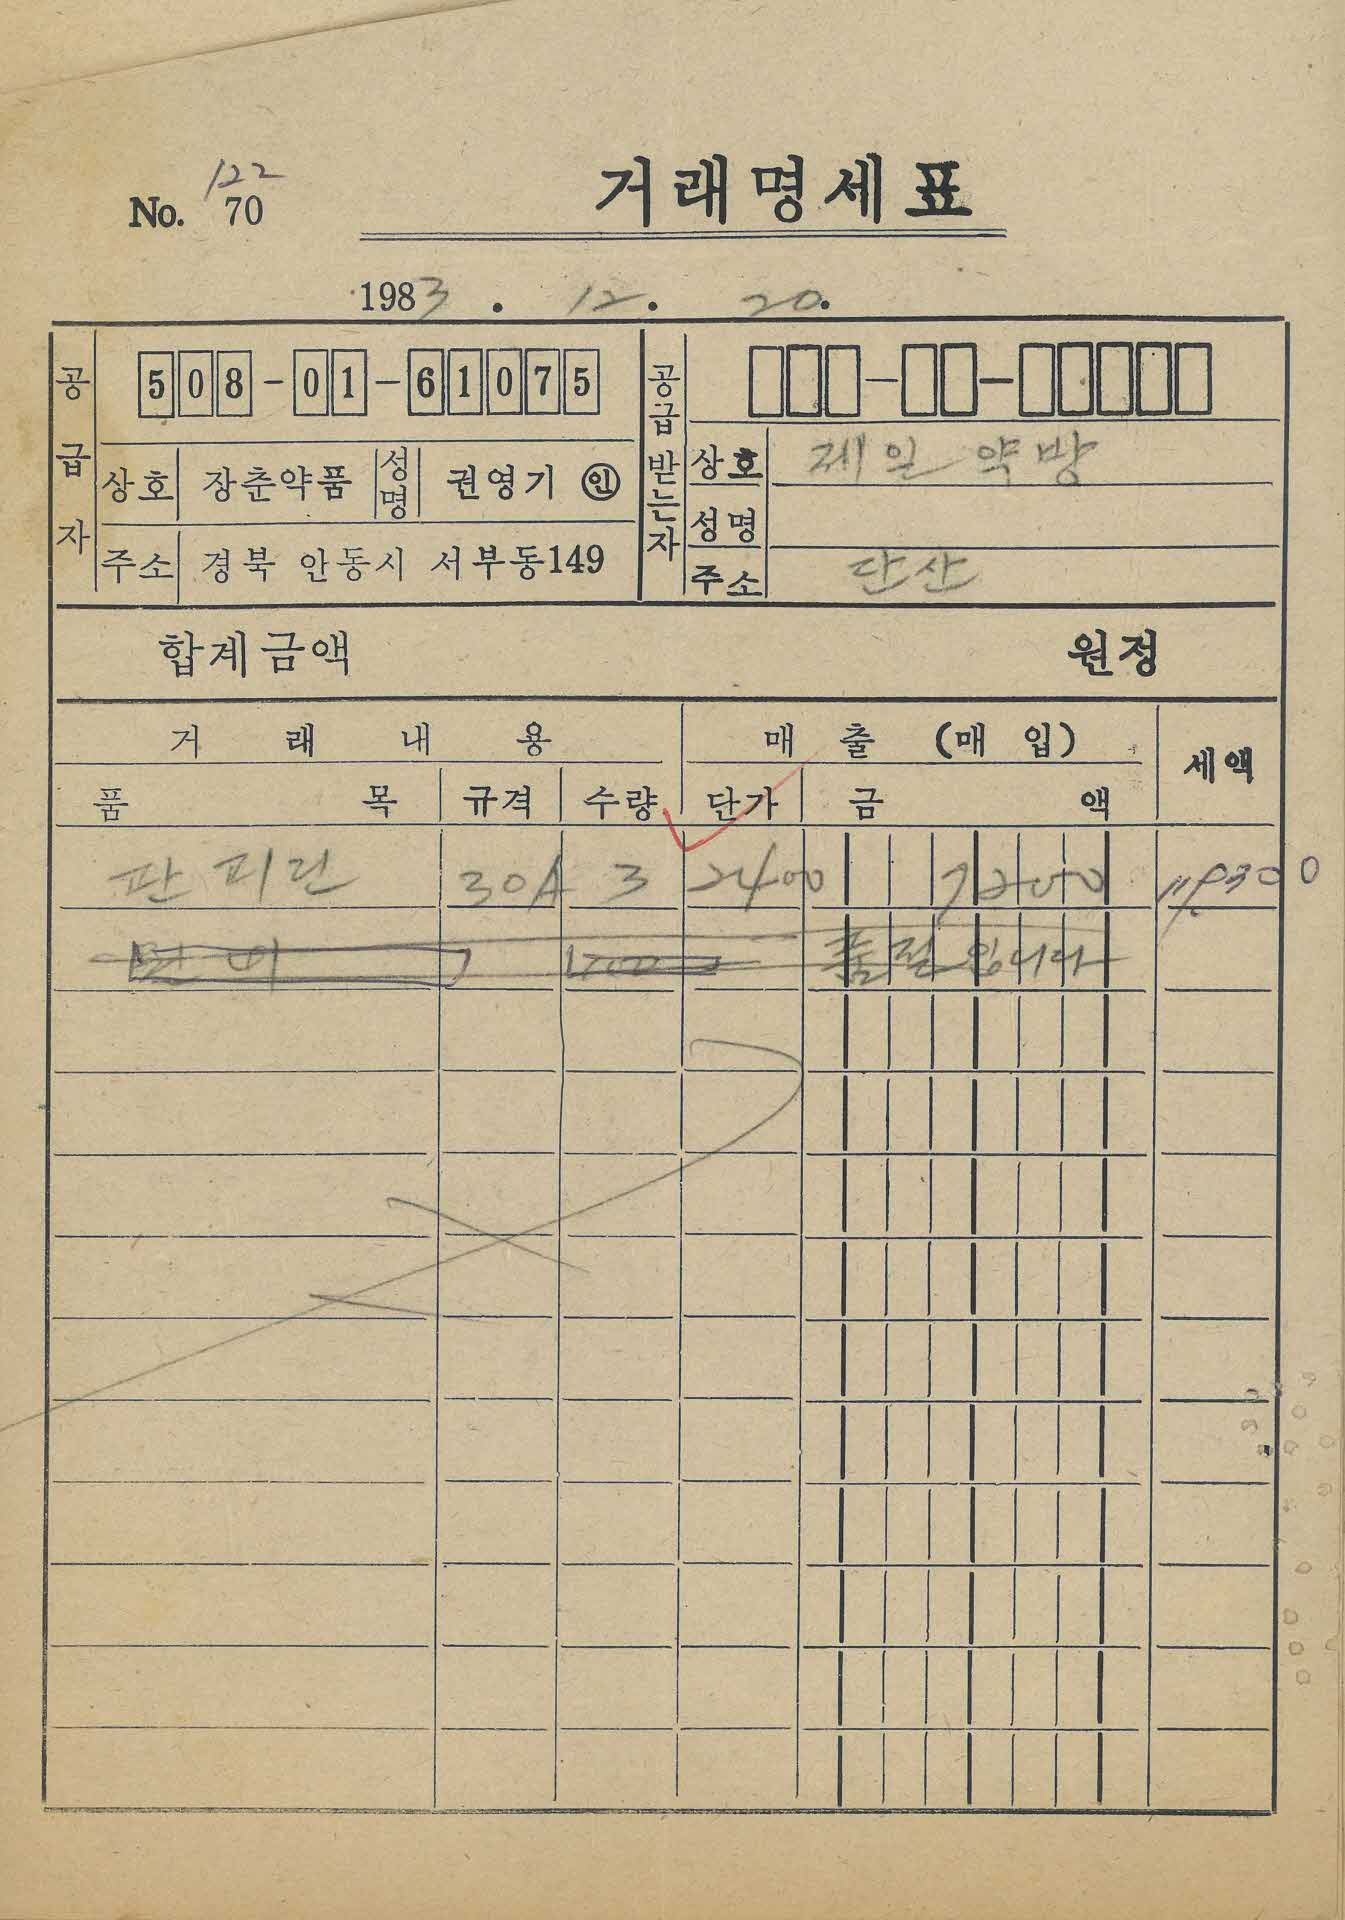 122
No. 70 거래명세표
1983. 12. 20.
공급자 508-01-61075
상호 장춘약품 성명 권영기 인
주소 경북 안동시 서부동149
공급받는자
상호 제일약방
성명
주소 단산
합계금액 원정
거래내용 매출(매입) 세액
품목 규격 수량 단가 금액
판피린 30A 3 2400 7200
품절입니다